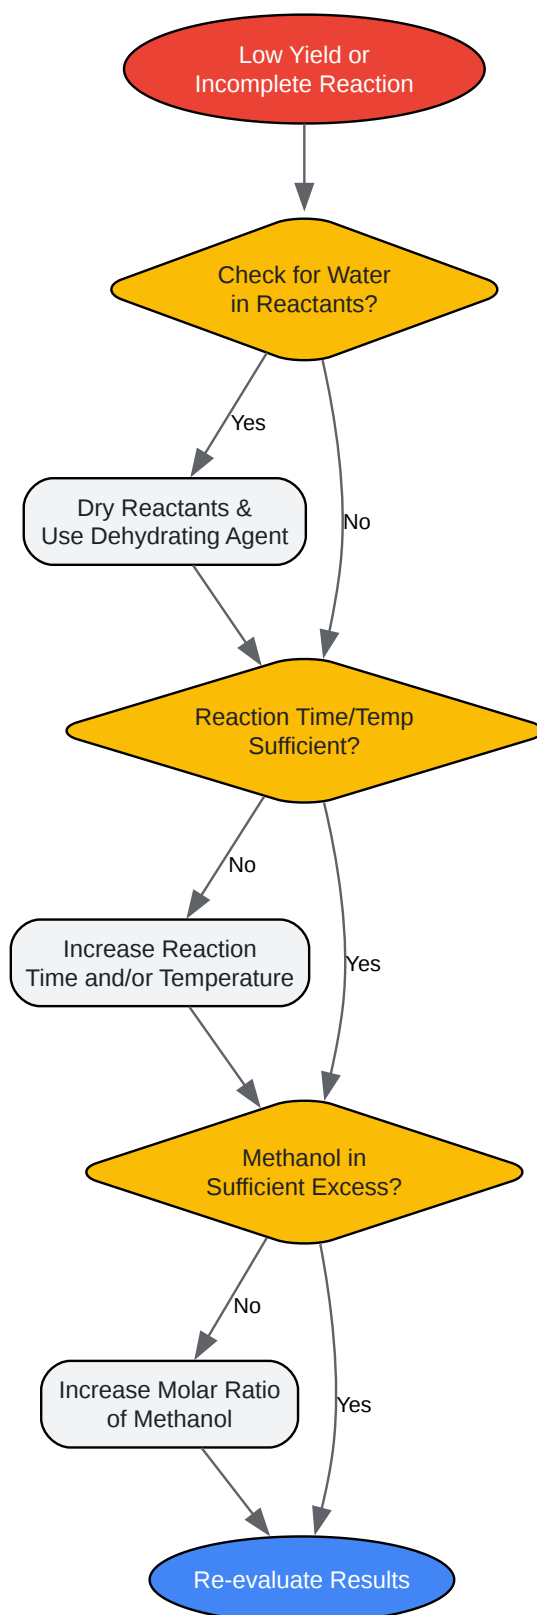 Low Yield or
Incomplete Reaction
Check for Water
in Reactants?
Yes
Dry Reactants &
Use Dehydrating Agent
No
Reaction Time/Temp
Sufficient?
No
Increase Reaction
Time and/or Temperature
Yes
Methanol in
Sufficient Excess?
No
Increase Molar Ratio
of Methanol
Yes
Re-evaluate Results